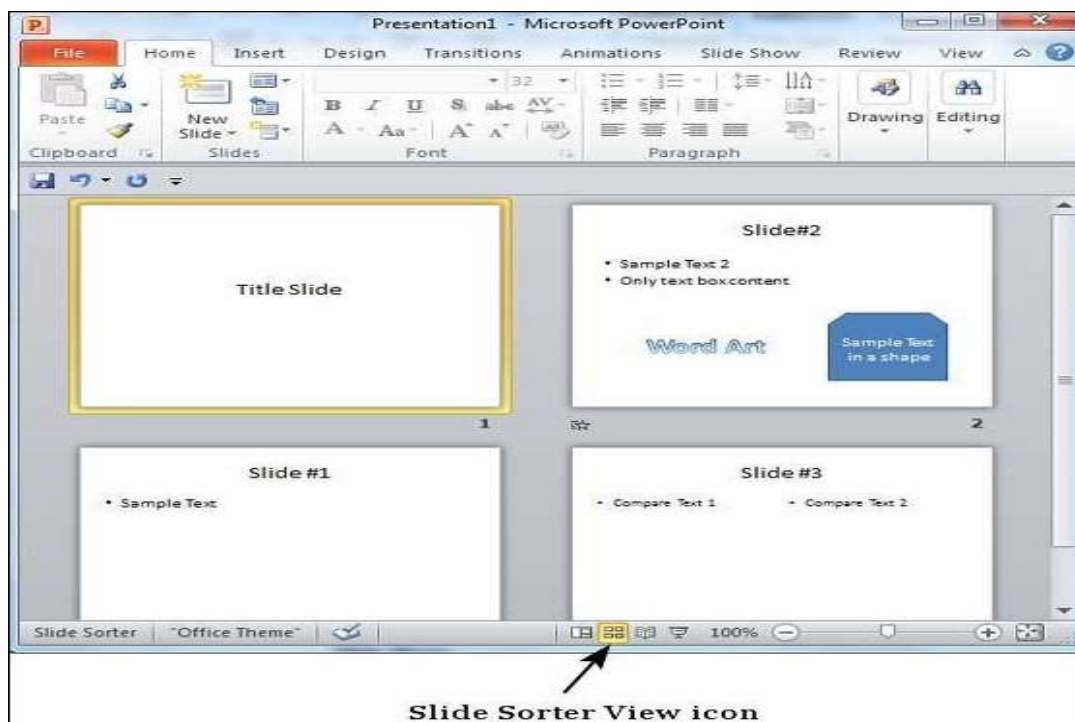 Presentation1 - Microsoft PowerPoint
File Home Insert Design Transitions Animations Slide Show Review View
32
Paste
New
Slide
B I U S abc AV
A Aa A A
Drawing Editing
Clipboard Slides Font Paragraph
Title Slide
1
Slide#2
• Sample Text 2
• Only text box content
Word Art
Sample Text
in a shape
2
Slide #1
• Sample Text
Slide #3
• Compare Text 1 • Compare Text 2
Slide Sorter "Office Theme" 100%
Slide Sorter View icon